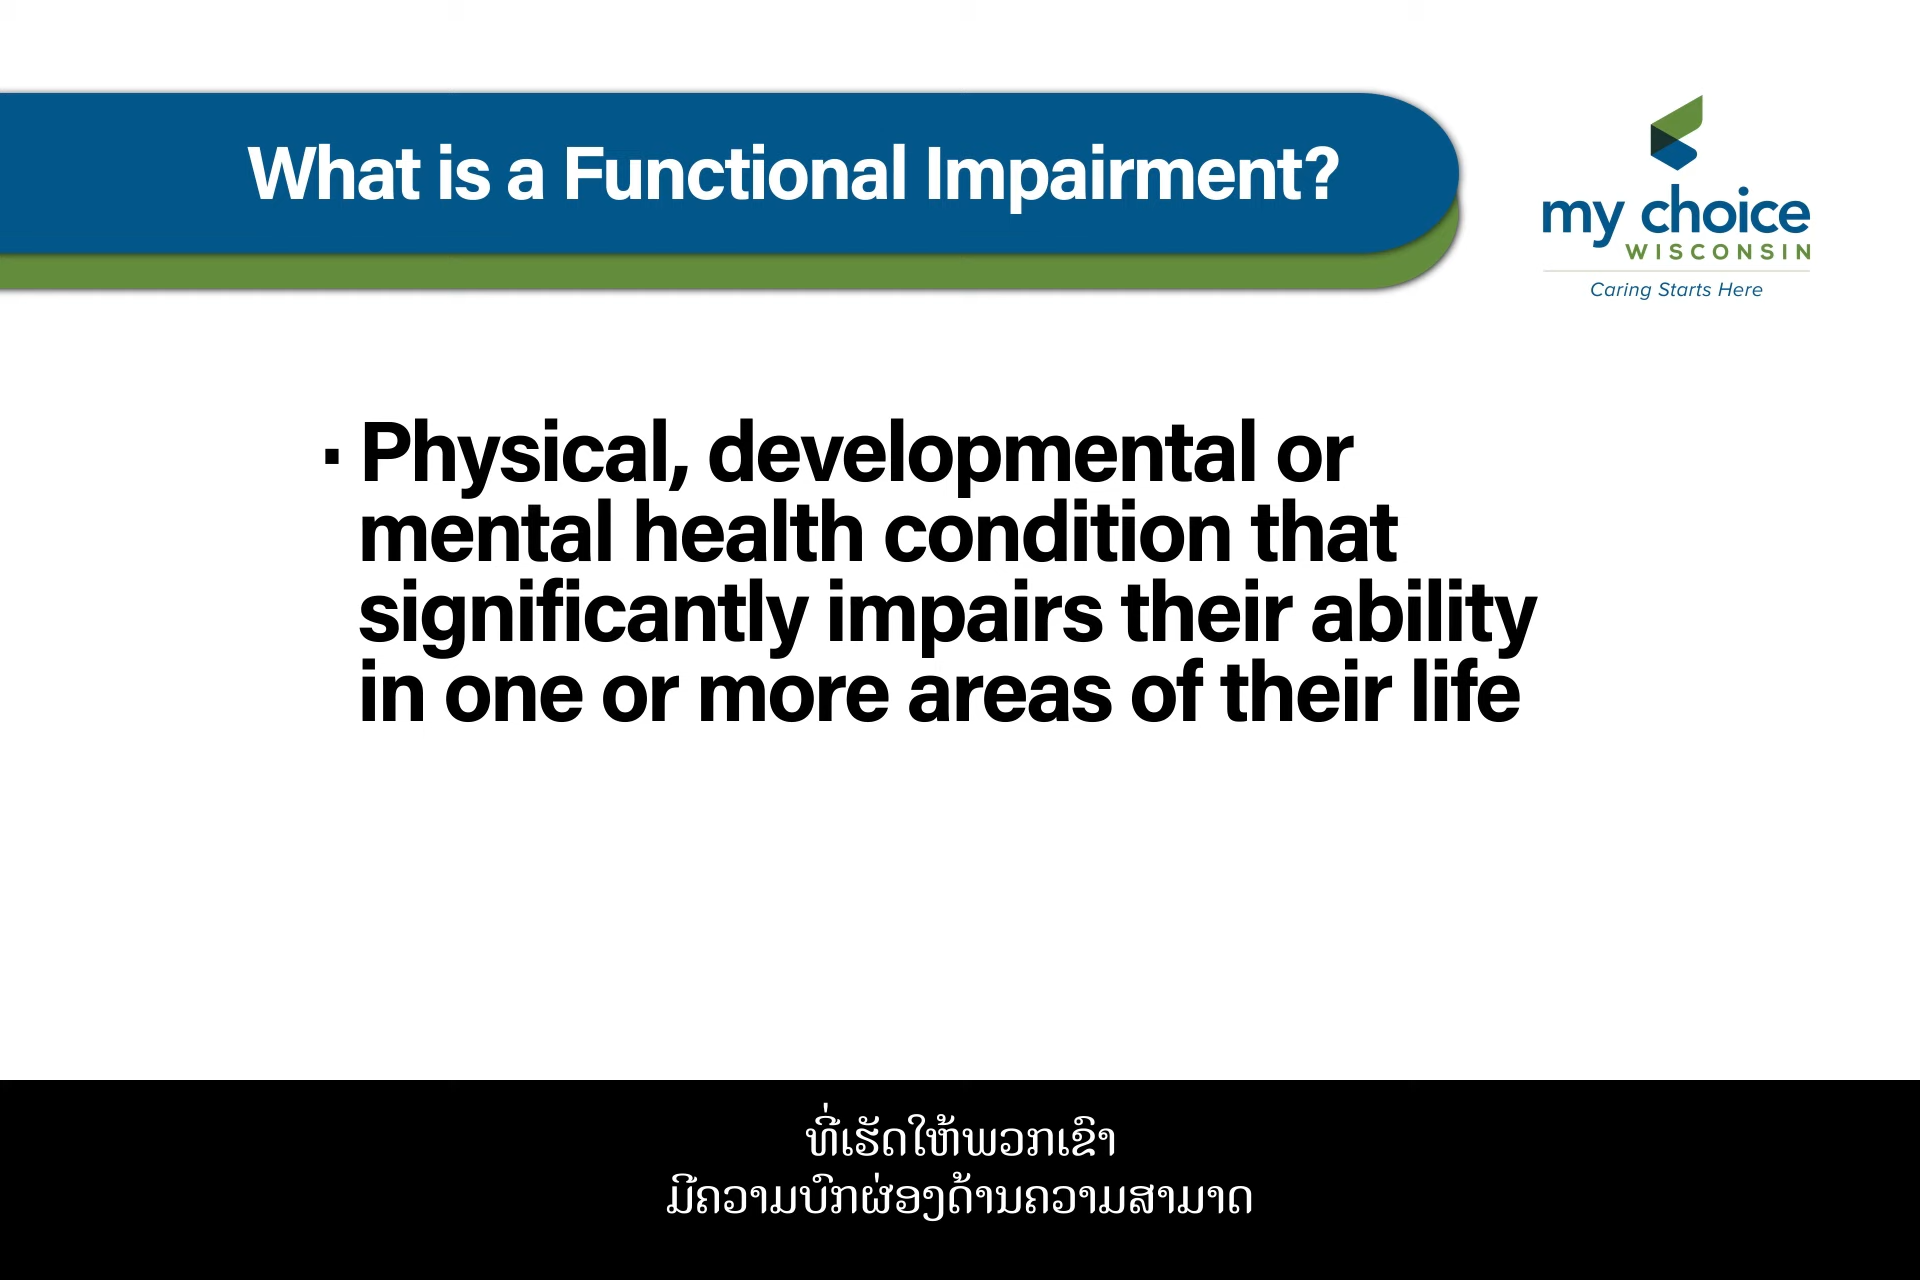 What is a Functional Impairment?
my choice
WISCONSIN
Caring Starts Here
· Physical, developmental or
mental health condition that
significantly impairs their ability
in one or more areas of their life
ທີ່ເຮັດໃຫ້ພວກເຂົາ
ມີຄວາມບົກຜ່ອງດ້ານຄວາມສາມາດ